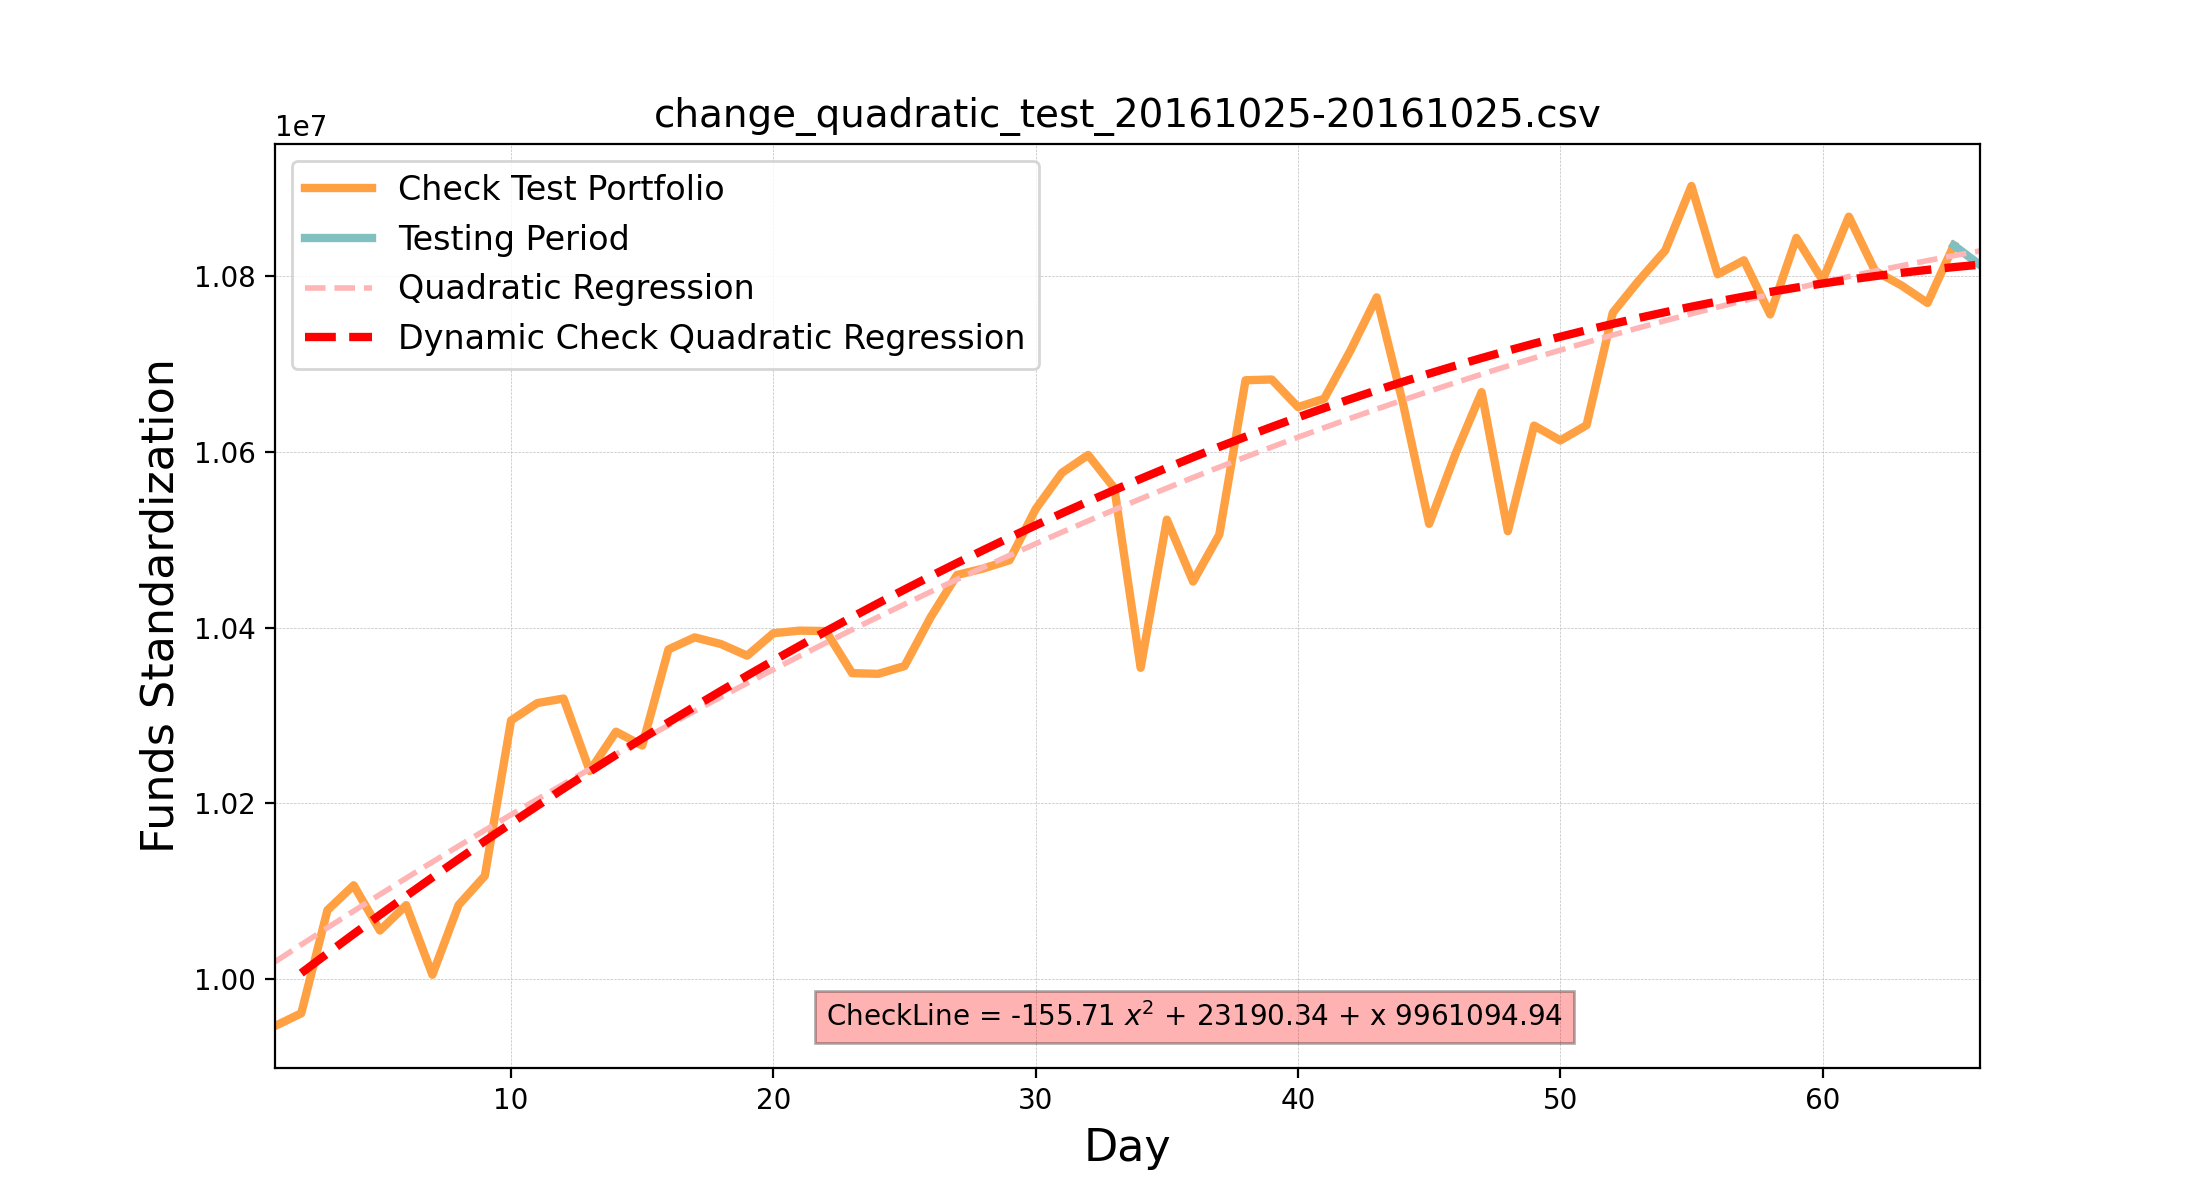 change_quadratic_test_20161025-20161025.csv
1e7
Check Test Portfolio
Testing Period
Quadratic Regression
Dynamic Check Quadratic Regression
1.08
1.06
1.04
1.02
1.00
Funds Standardization
CheckLine = -155.71 x² + 23190.34 + x 9961094.94
10 20 30 40 50 60
Day